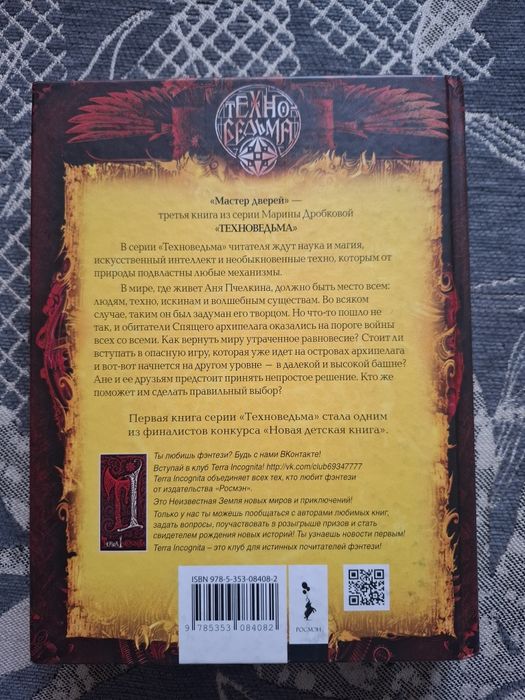 ТЕХНО
ВЕДЬМА
«Мастер дверей» —
третья книга из серии Марины Дробковой
«ТЕХНОВЕДЬМА»
В серии «Техноведьма» читателя ждут наука и магия,
искусственный интеллект и необыкновенные техно, которым от
природы подвластны любые механизмы.
В мире, где живет Аня Пчелкина, должно быть место всем:
людям, техно, искинам и волшебным существам. Во всяком
случае, таким он был задуман его творцом. Но что-то пошло не
так, и обитатели Спящего архипелага оказались на пороге войны
всех со всеми. Как вернуть миру утраченное равновесие? Стоит ли
вступать в опасную игру, которая уже идет на островах архипелага
и вот-вот начнется на другом уровне — в далекой и высокой башне?
Ане и ее друзьям предстоит принять непростое решение. Кто же
поможет им сделать правильный выбор?
Первая книга серии «Техноведьма» стала одним
из финалистов конкурса «Новая детская книга».
Ты любишь фэнтези? Будь с нами ВКонтакте!
Вступай в клуб Terra Incognita! http://vk.com/club69347777
Terra Incognita объединяет всех тех, кто любит фэнтези
от издательства «Росмэн».
Это Неизвестная Земля новых миров и приключений!
Только у нас ты можешь пообщаться с авторами любимых книг,
задать вопросы, поучаствовать в розыгрыше призов и стать
свидетелем рождения новых историй! Ты узнаешь новости первым!
Terra Incognita – это клуб для истинных почитателей фэнтези!
Terra Incognita
ISBN 978-5-353-08408-2
9 785353 084082
РОСМЭН